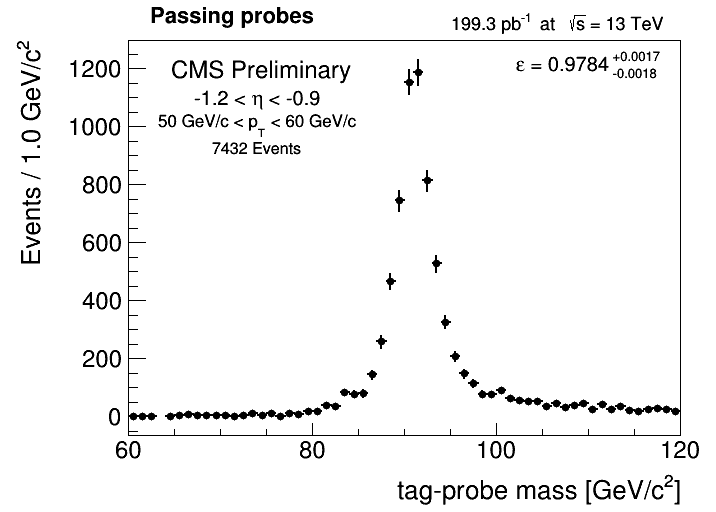 Passing probes
199.3 pb⁻¹ at √s = 13 TeV
CMS Preliminary
-1.2 < η < -0.9
50 GeV/c < p_T < 60 GeV/c
7432 Events
ε = 0.9784 +0.0017 -0.0018
Events / 1.0 GeV/c²
1200
1000
800
600
400
200
0
60 80 100 120
tag-probe mass [GeV/c²]